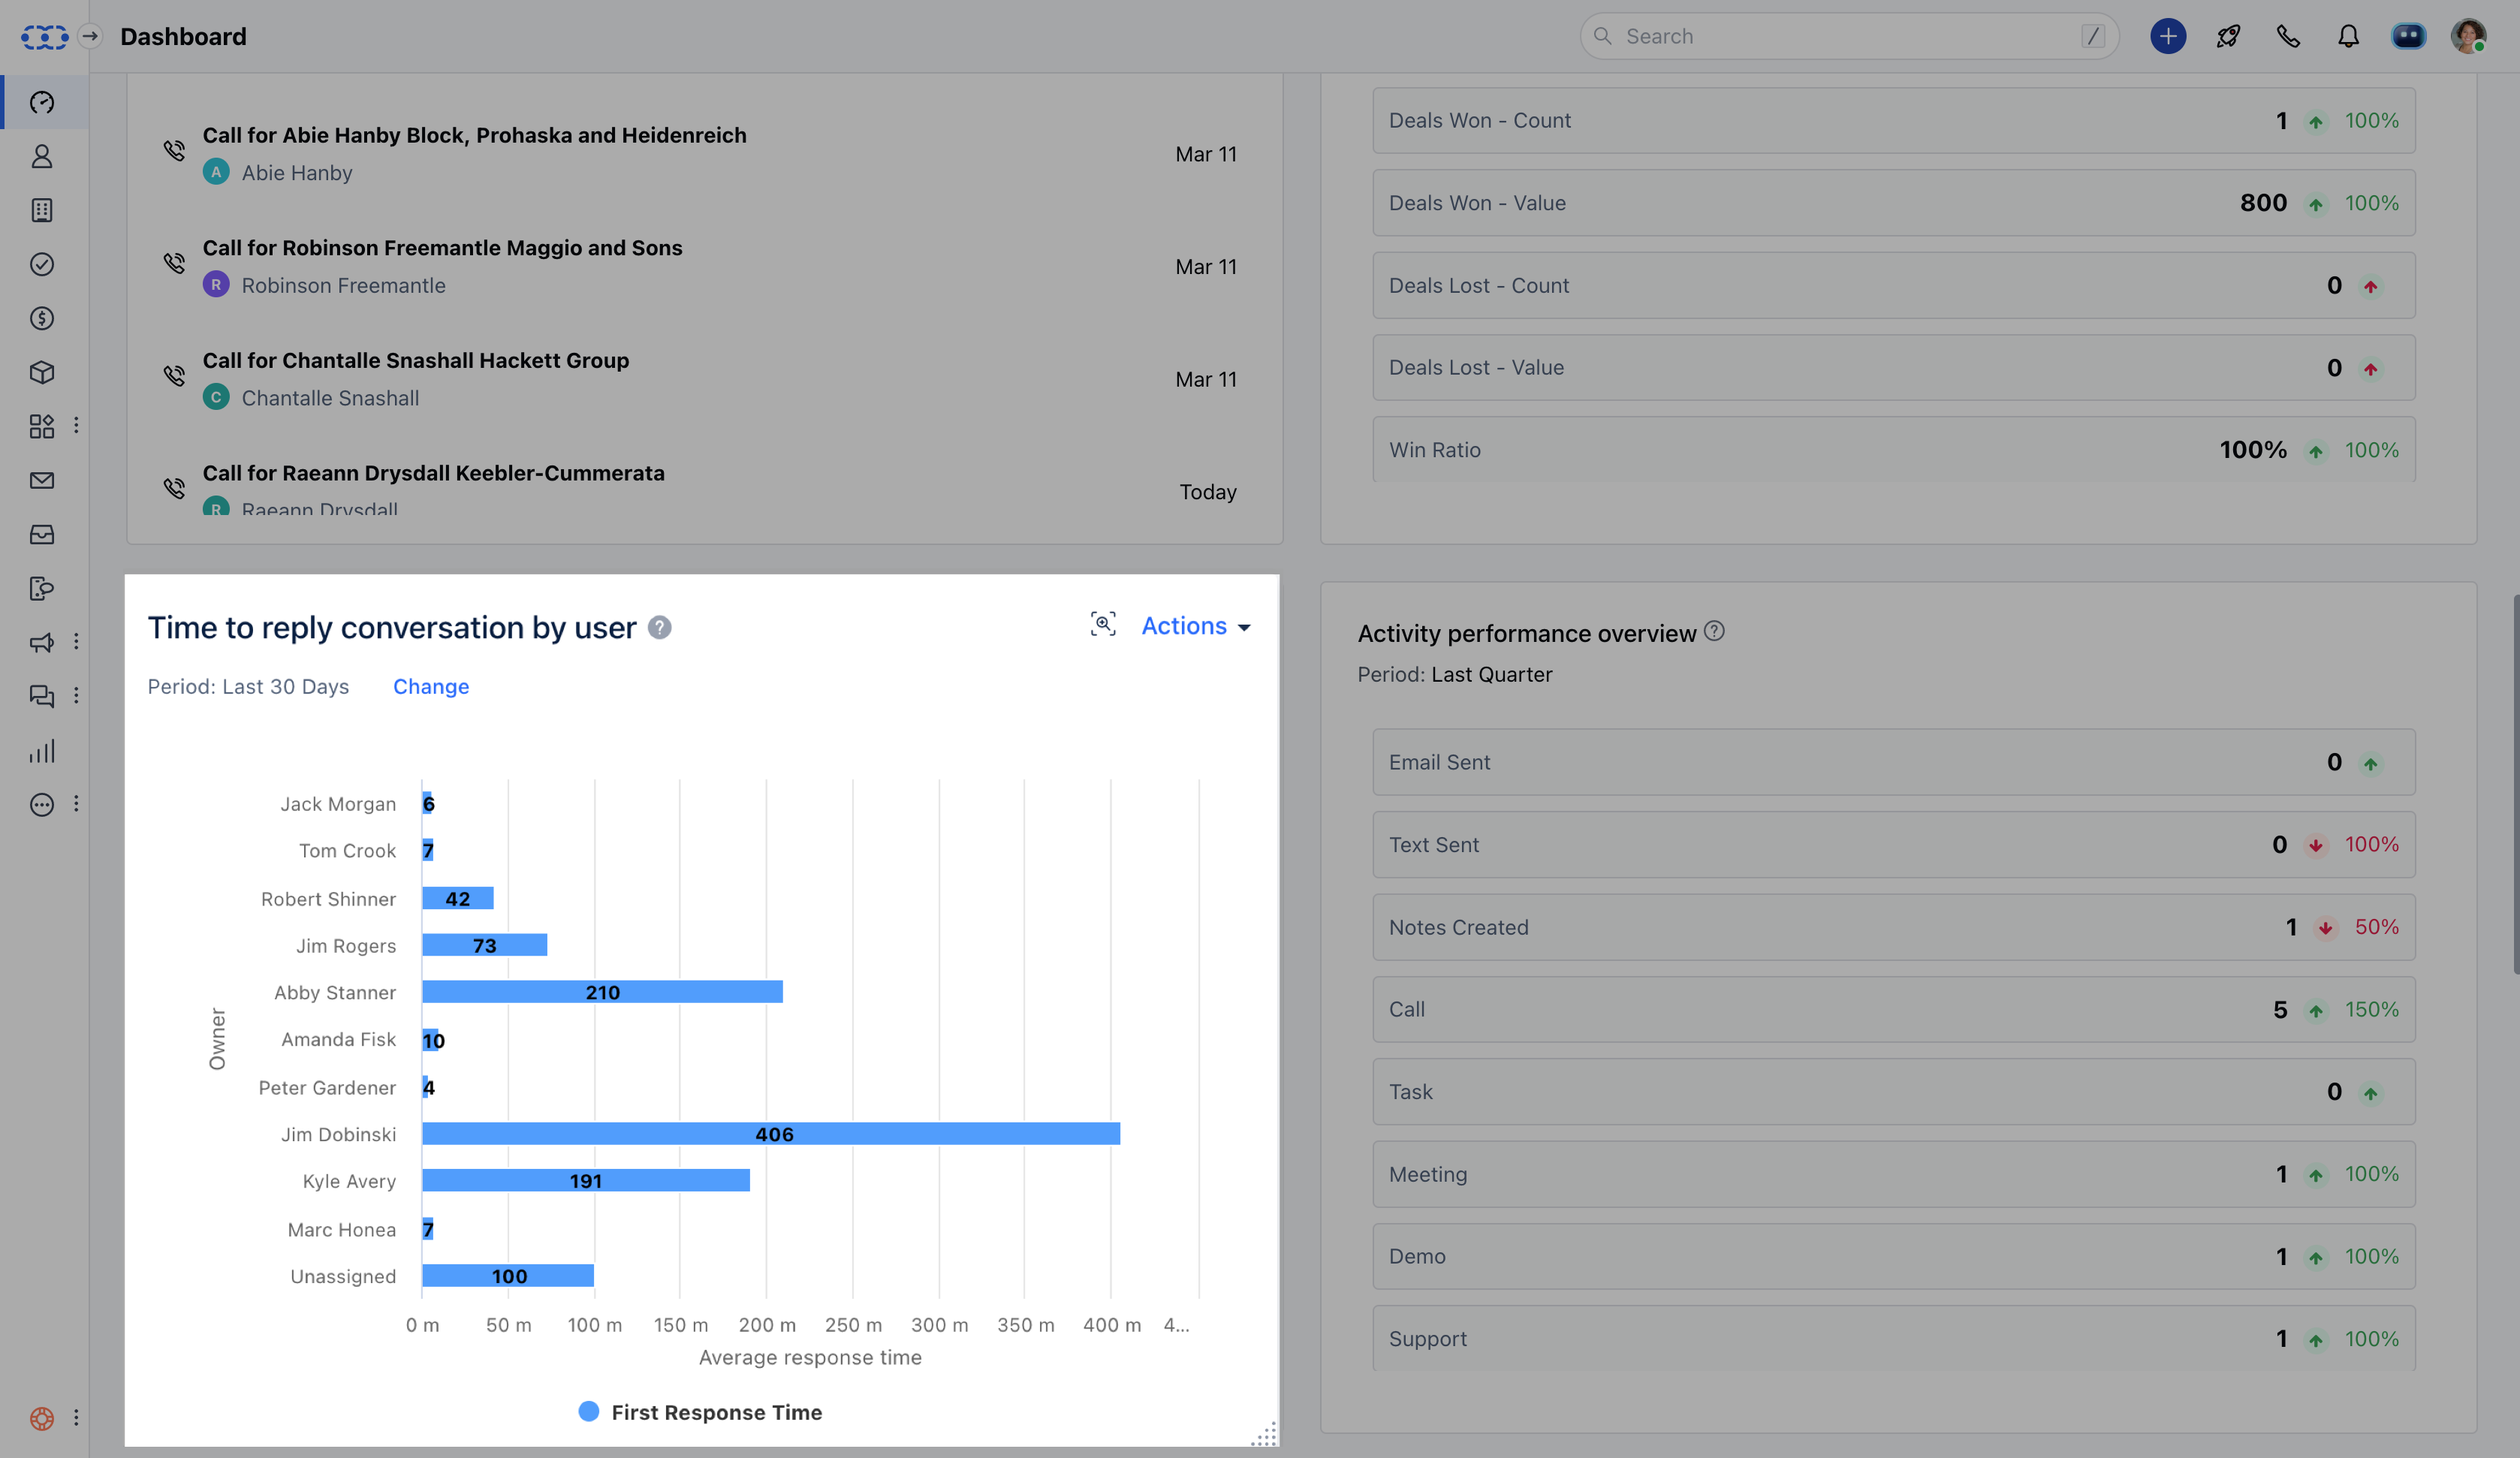 Dashboard
Search
/
Call for Abie Hanby Block, Prohaska and Heidenreich
A Abie Hanby
Mar 11
Call for Robinson Freemantle Maggio and Sons
R Robinson Freemantle
Mar 11
Call for Chantalle Snashall Hackett Group
C Chantalle Snashall
Mar 11
Call for Raeann Drysdall Keebler-Cummerata
R Raeann Drysdall
Today
Deals Won - Count 1 100%
Deals Won - Value 800 100%
Deals Lost - Count 0
Deals Lost - Value 0
Win Ratio 100% 100%
Time to reply conversation by user ?
Actions
Period: Last 30 Days Change
Owner
Jack Morgan 6
Tom Crook 7
Robert Shinner 42
Jim Rogers 73
Abby Stanner 210
Amanda Fisk 10
Peter Gardener 4
Jim Dobinski 406
Kyle Avery 191
Marc Honea 7
Unassigned 100
0 m 50 m 100 m 150 m 200 m 250 m 300 m 350 m 400 m 4...
Average response time
First Response Time
Activity performance overview ?
Period: Last Quarter
Email Sent 0
Text Sent 0 100%
Notes Created 1 50%
Call 5 150%
Task 0
Meeting 1 100%
Demo 1 100%
Support 1 100%